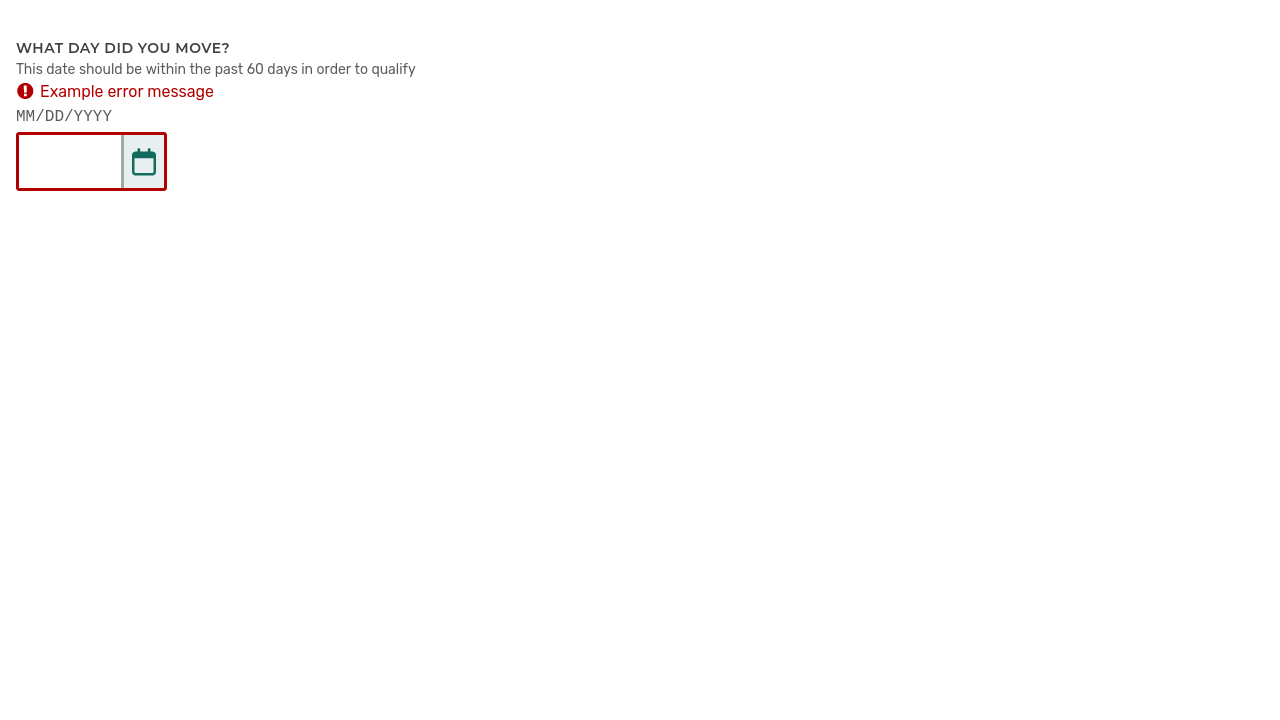 WHAT DAY DID YOU MOVE?
This date should be within the past 60 days in order to qualify
Example error message
MM/DD/YYYY